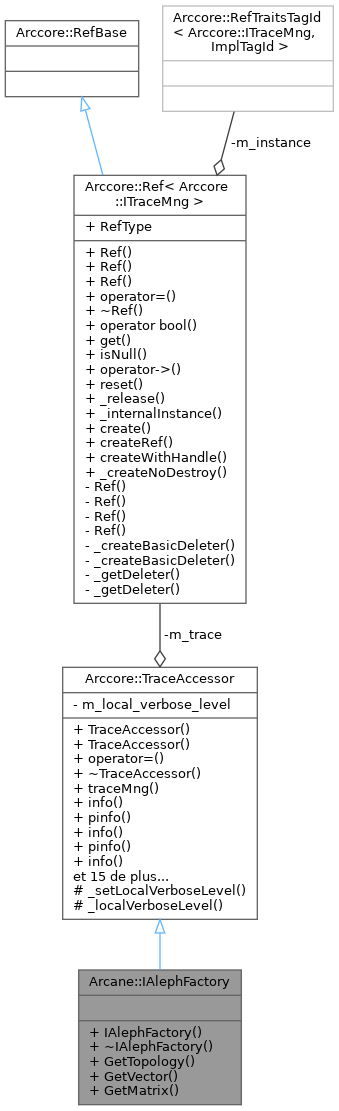 Arccore::RefBase
Arccore::RefTraitsTagId
< Arccore::ITraceMng,
ImplTagId >
-m_instance
Arccore::Ref< Arccore
::ITraceMng >
+ RefType
+ Ref()
+ Ref()
+ Ref()
+ operator=()
+ ~Ref()
+ operator bool()
+ get()
+ isNull()
+ operator->()
+ reset()
+ _release()
+ _internalInstance()
+ create()
+ createRef()
+ createWithHandle()
+ _createNoDestroy()
- Ref()
- Ref()
- Ref()
- Ref()
- _createBasicDeleter()
- _createBasicDeleter()
- _getDeleter()
- _getDeleter()
-m_trace
Arccore::TraceAccessor
- m_local_verbose_level
+ TraceAccessor()
+ TraceAccessor()
+ operator=()
+ ~TraceAccessor()
+ traceMng()
+ info()
+ pinfo()
+ info()
+ pinfo()
+ info()
et 15 de plus...
# _setLocalVerboseLevel()
# _localVerboseLevel()
Arcane::IAlephFactory
+ IAlephFactory()
+ ~IAlephFactory()
+ GetTopology()
+ GetVector()
+ GetMatrix()